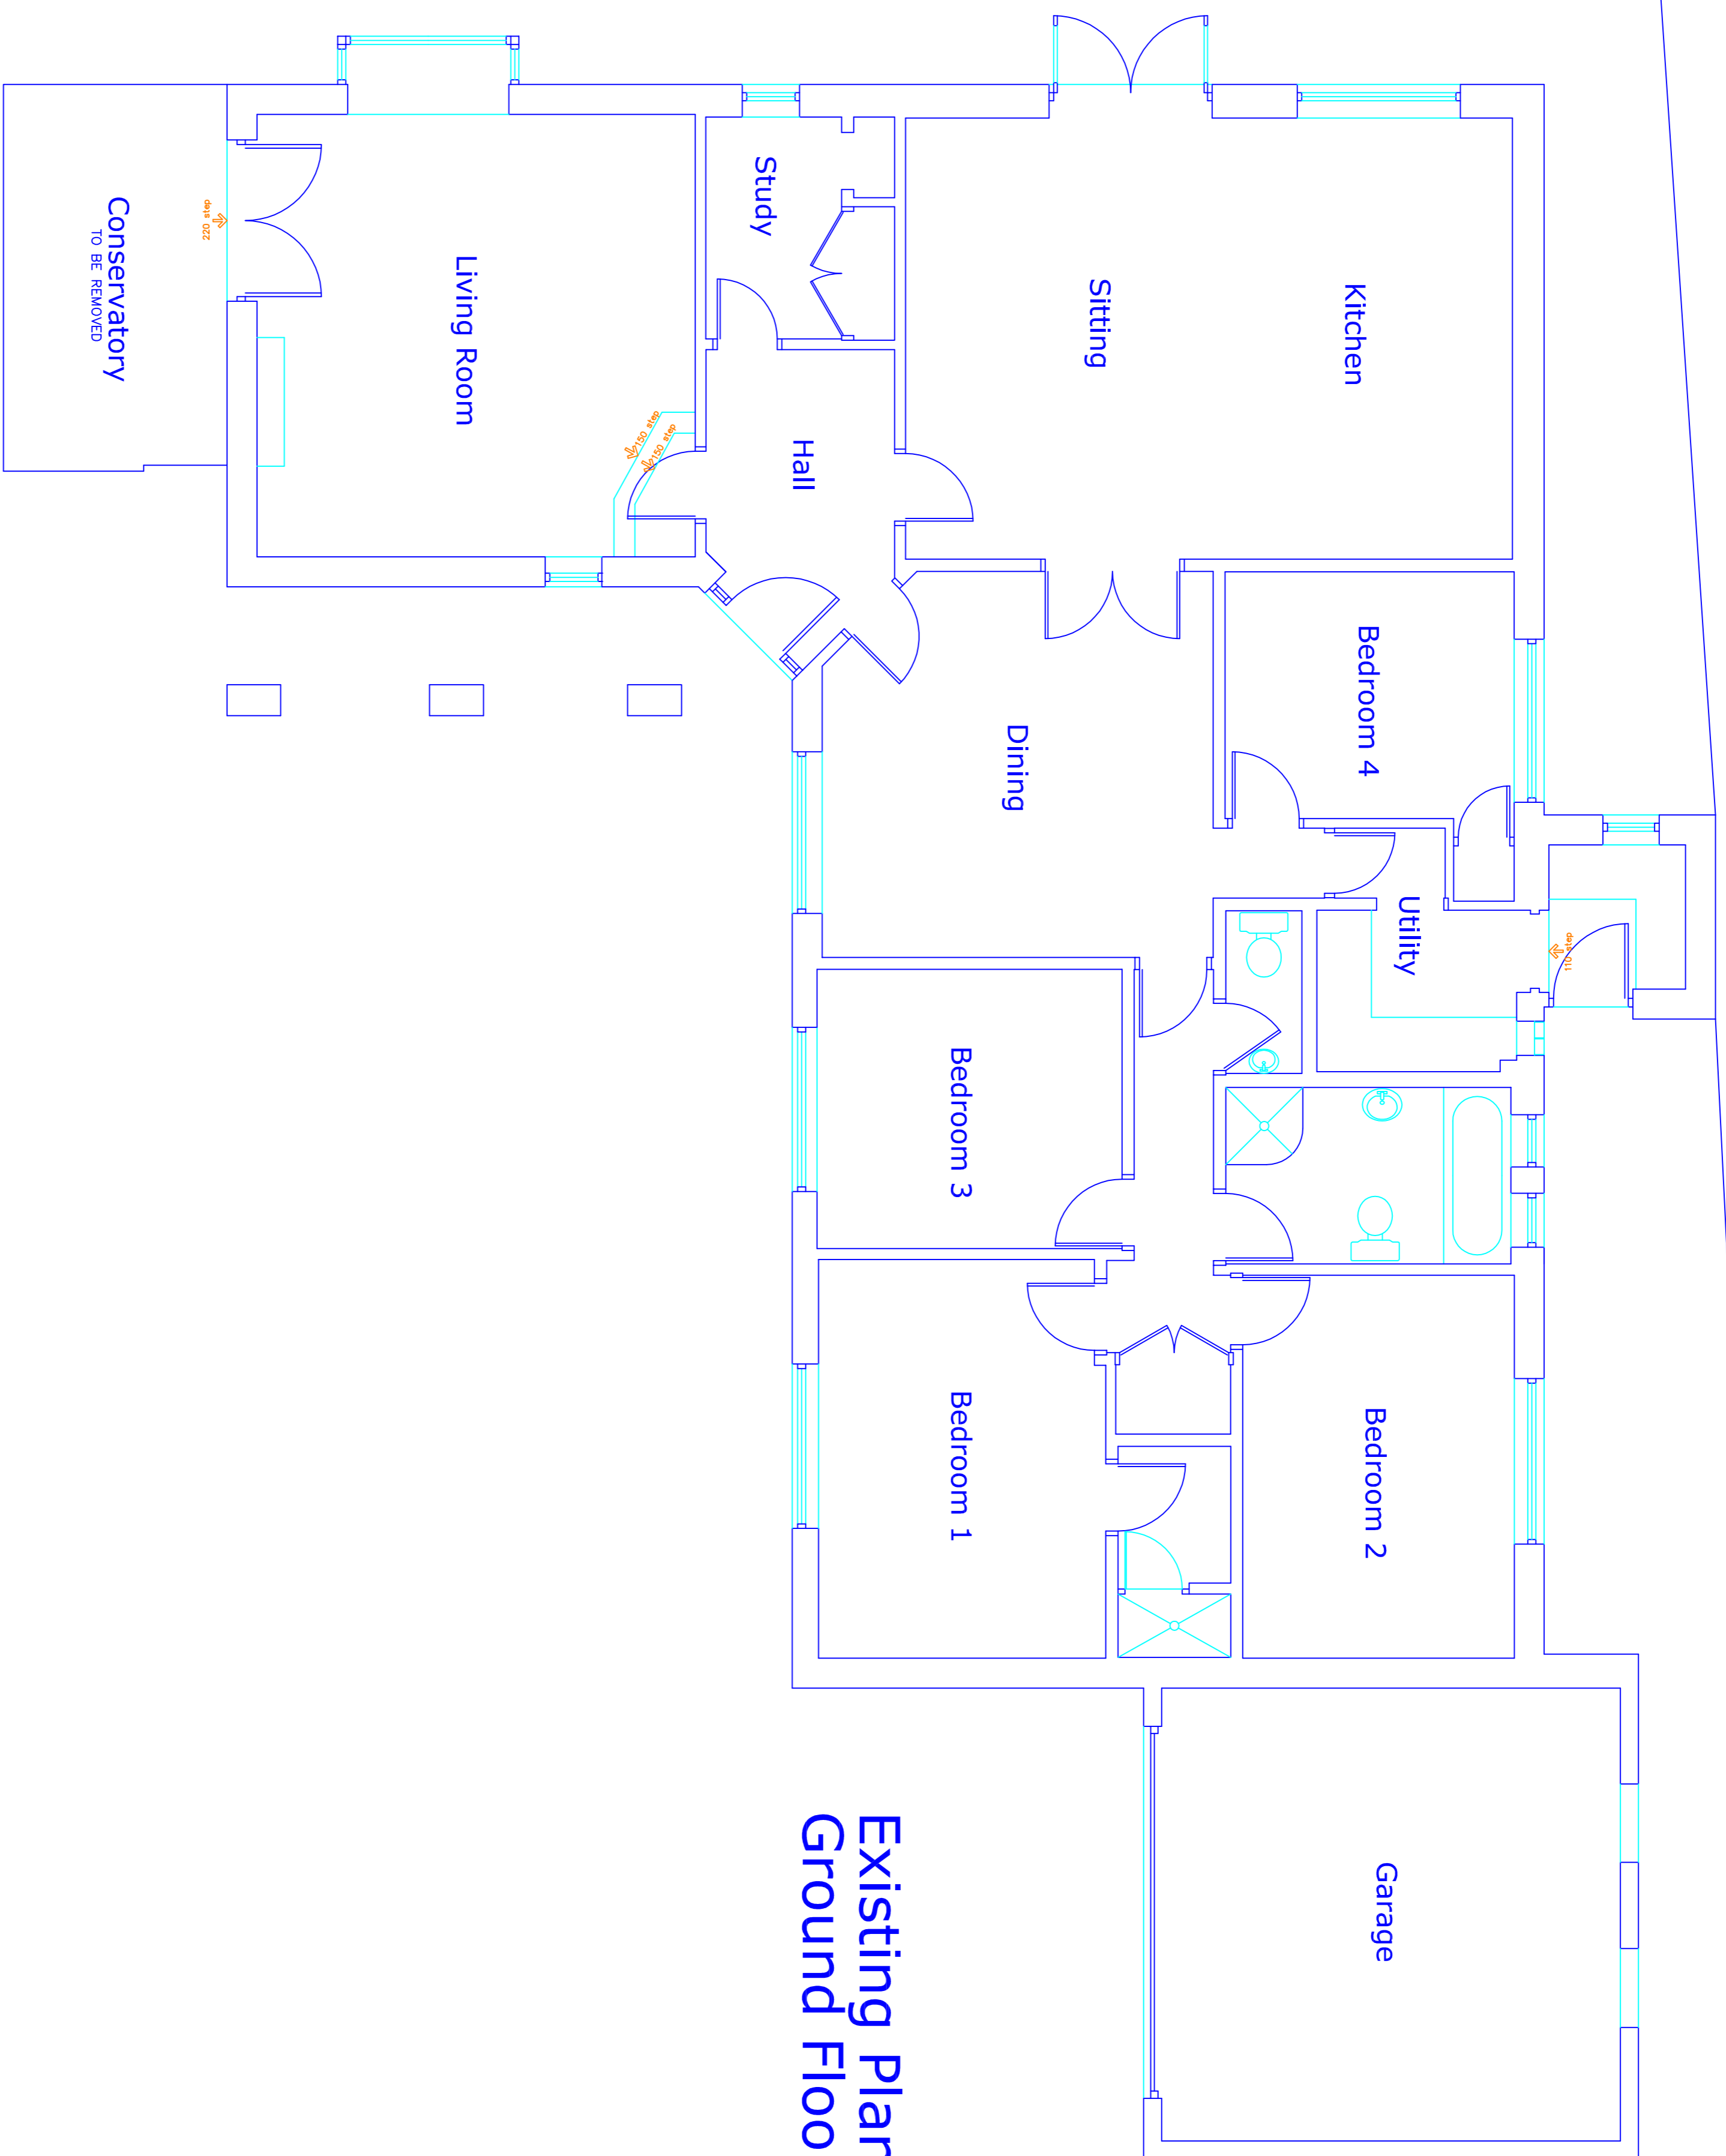 Kitchen
Bedroom 4
Utility
110 step
Bedroom 2
Garage
Sitting
Dining
Bedroom 3
Bedroom 1
Study
Hall
Living Room
150 step
150 step
220 step
Conservatory
TO BE REMOVED
Existing Plan
Ground Floo